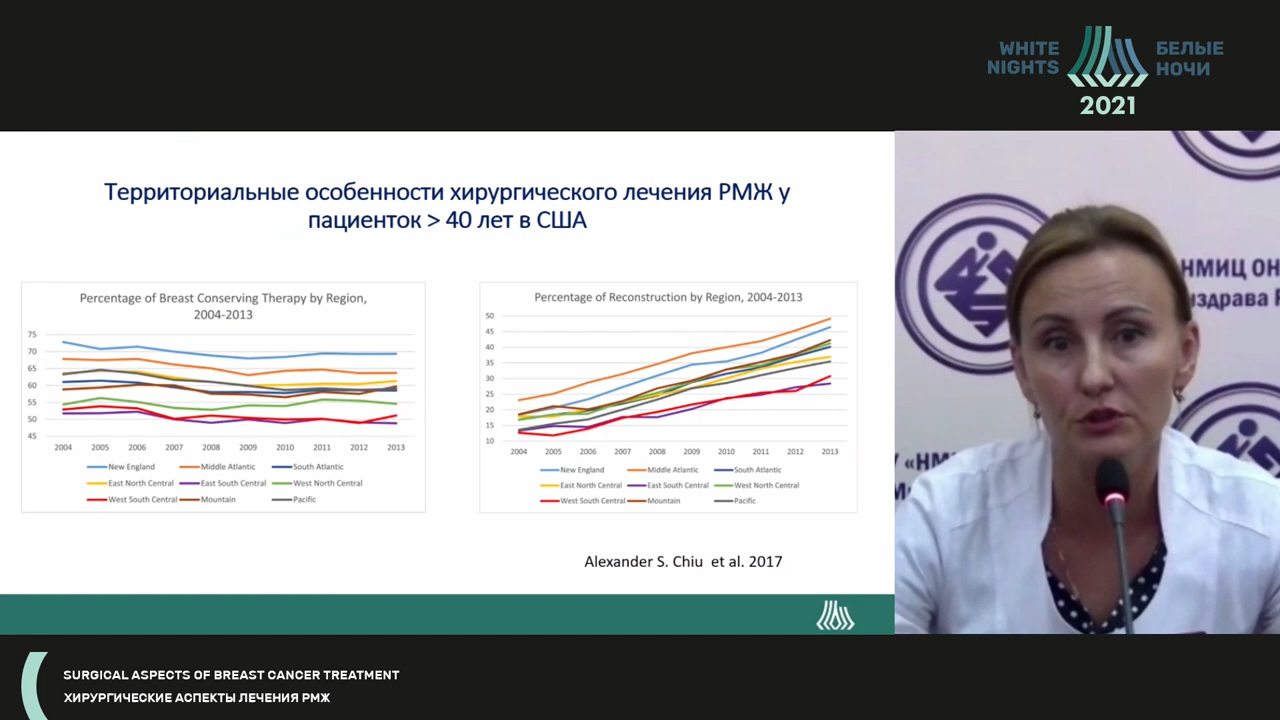 WHITE NIGHTS
БЕЛЫЕ НОЧИ
2021
Территориальные особенности хирургического лечения РМЖ у
пациенток > 40 лет в США
Percentage of Breast Conserving Therapy by Region,
2004-2013
75
70
65
60
55
50
45
2004 2005 2006 2007 2008 2009 2010 2011 2012 2013
New England Middle Atlantic South Atlantic
East North Central East South Central West North Central
West South Central Mountain Pacific
Percentage of Reconstruction by Region, 2004-2013
50
45
40
35
30
25
20
15
10
2004 2005 2006 2007 2008 2009 2010 2011 2012 2013
New England Middle Atlantic South Atlantic
East North Central East South Central West North Central
West South Central Mountain Pacific
Alexander S. Chiu et al. 2017
НМИЦ ОН
нздрава Р
У «НМ
SURGICAL ASPECTS OF BREAST CANCER TREATMENT
ХИРУРГИЧЕСКИЕ АСПЕКТЫ ЛЕЧЕНИЯ РМЖ